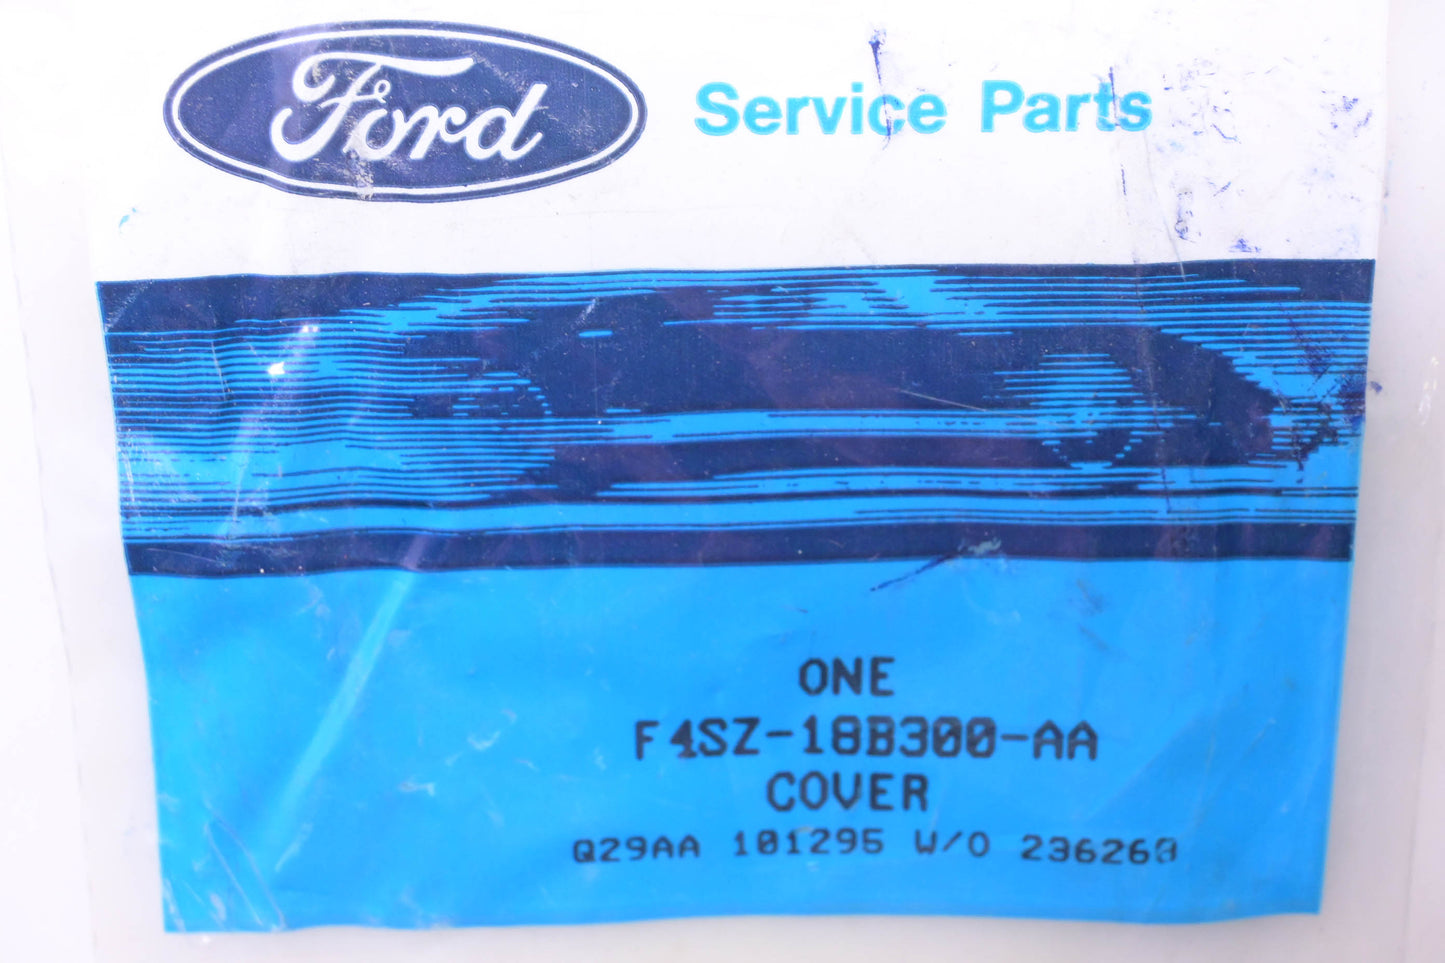 Ford
Service Parts
ONE
F4SZ-18B300-AA
COVER
Q29AA 101295 W/O 236260